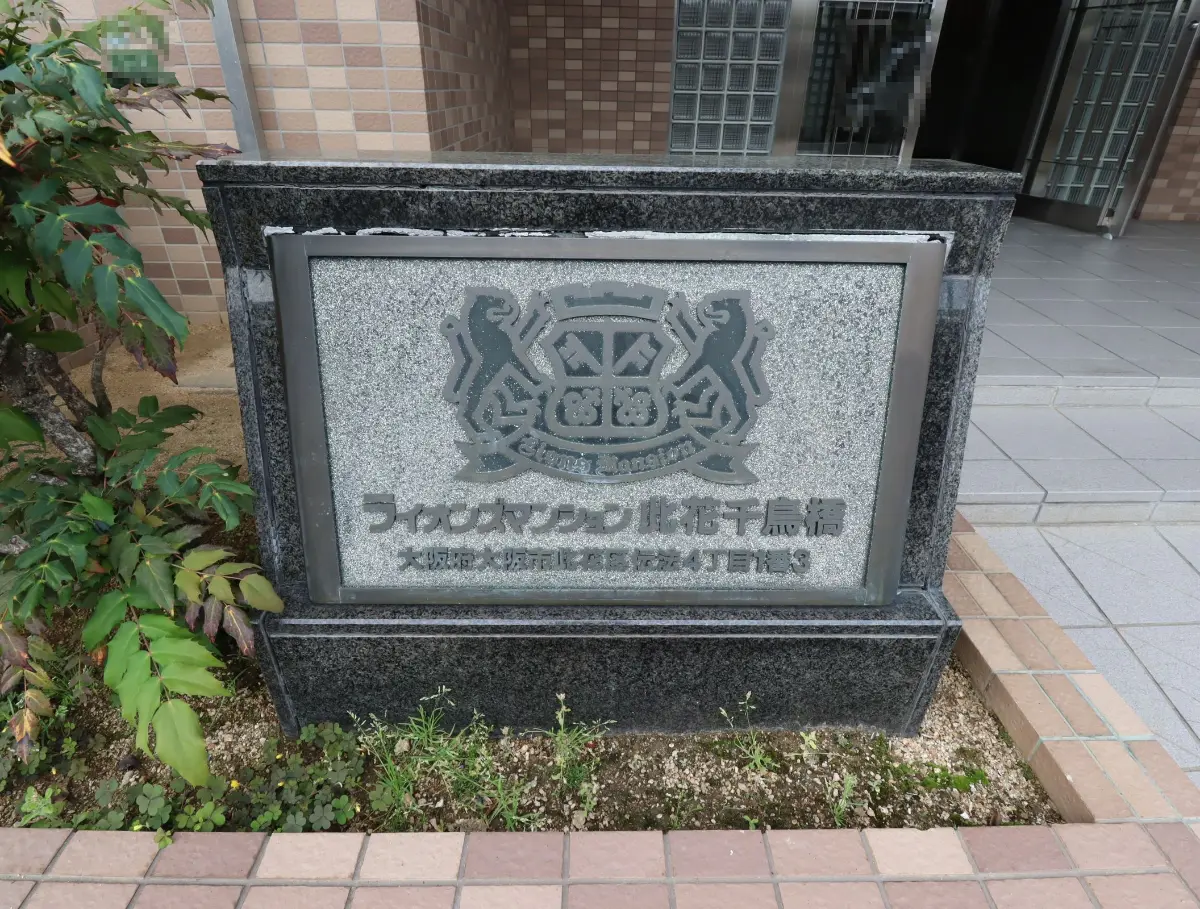 Lions Mansion
ライオンズマンション此花千鳥橋
大阪府大阪市此花区伝法4丁目1番3